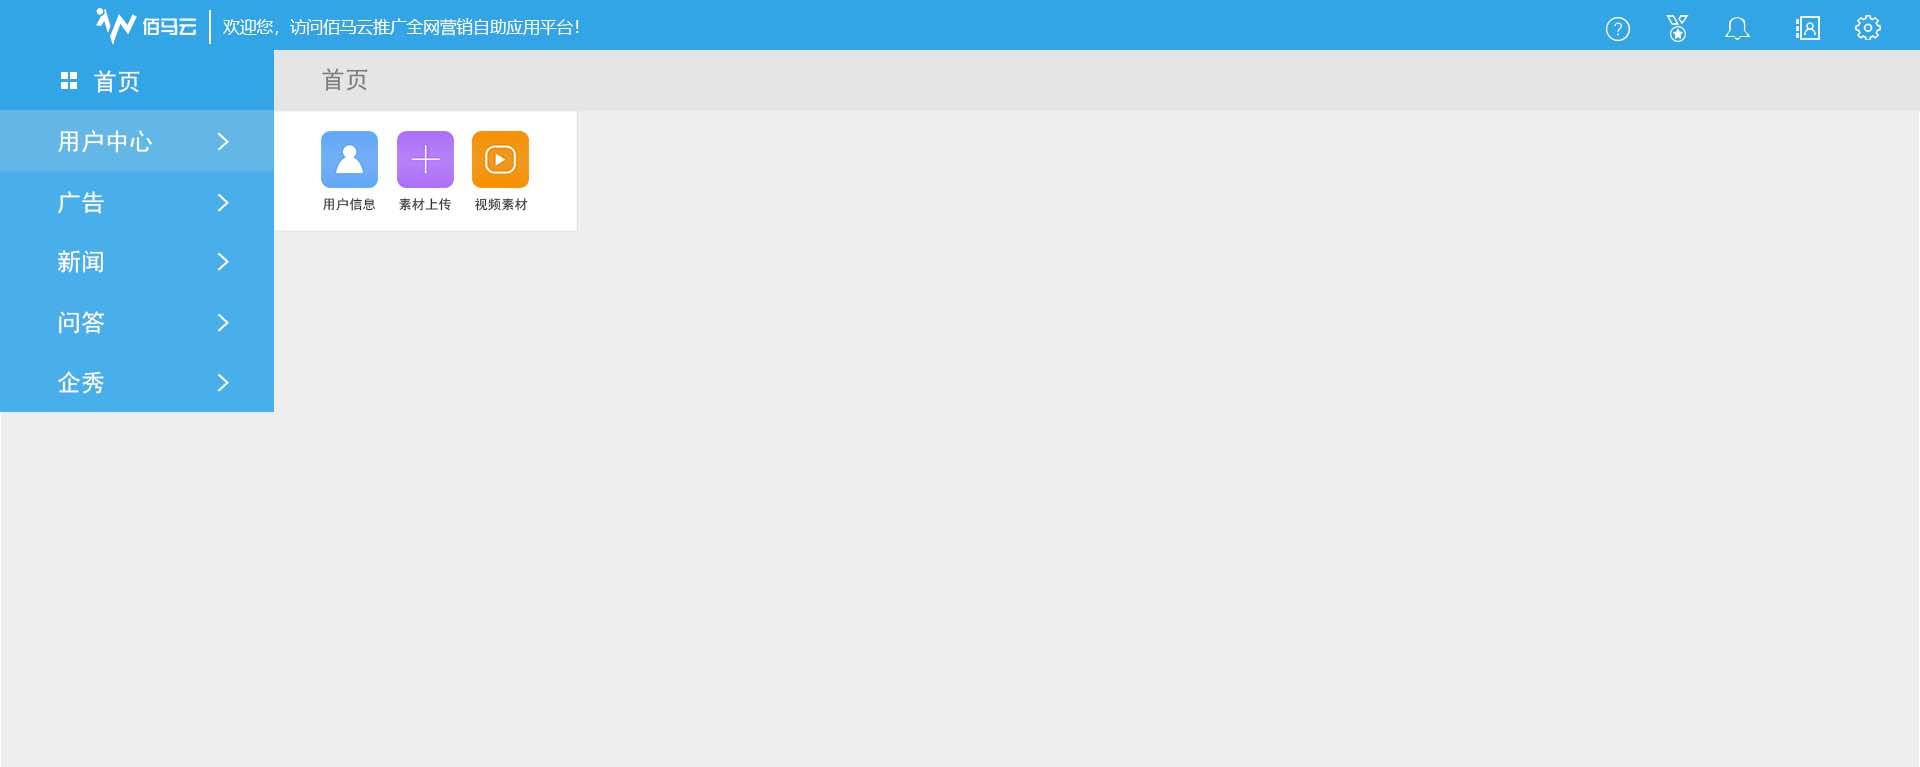 佰马云
欢迎您，访问佰马云推广全网营销自助应用平台！
首页
首页
用户中心
用户信息
素材上传
视频素材
广告
新闻
问答
企秀